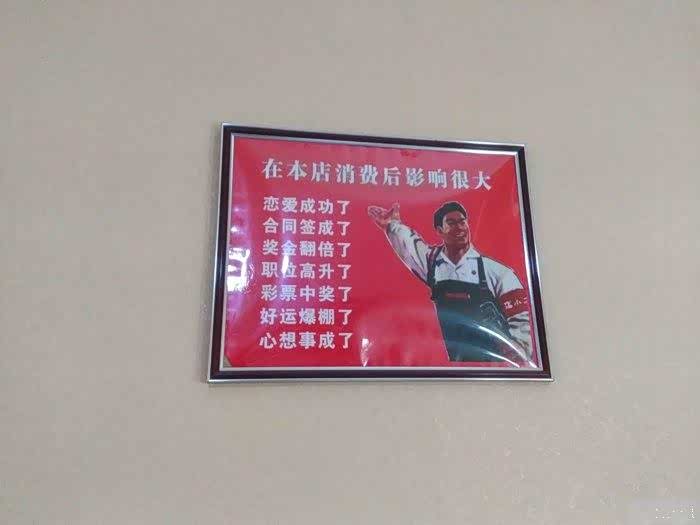 在本店消费后影响很大
恋爱成功了
合同签成了
奖金翻倍了
职位高升了
彩票中奖了
好运爆棚了
心想事成了